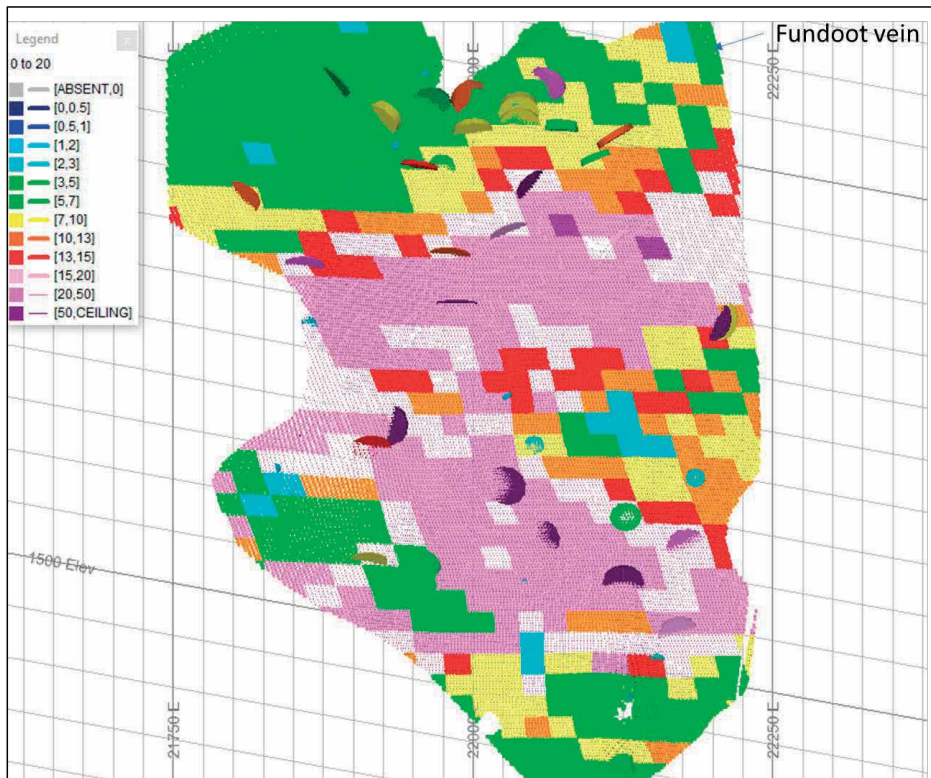 Legend
0 to 20
[ABSENT,0]
[0,0.5]
[0.5,1]
[1,2]
[2,3]
[3,5]
[5,7]
[7,10]
[10,13]
[13,15]
[15,20]
[20,50]
[50,CEILING]
Fundoot vein
22250 E
1500 Elev
21750 E
22000
22250 E